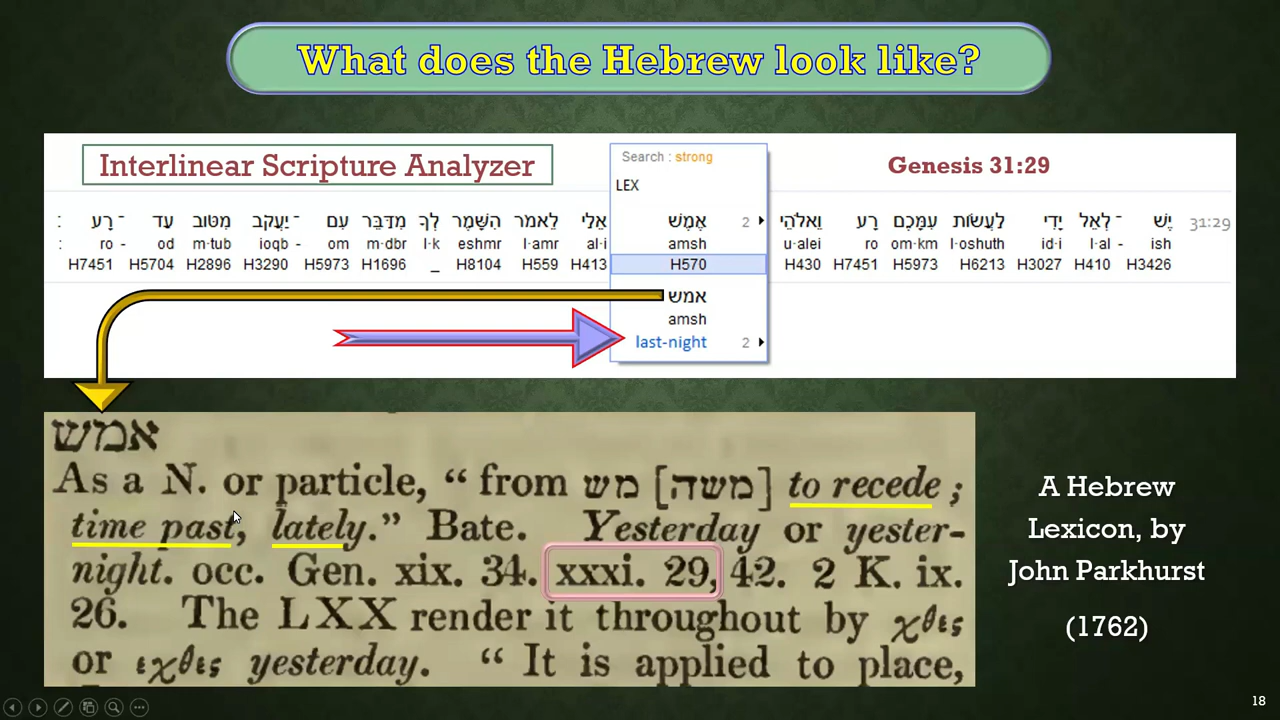 What does the Hebrew look like?
Interlinear Scripture Analyzer
Search : strong
LEX
Genesis 31:29
31:29 יֶשׁ־ לְאֵל יָדִי לַעֲשׂוֹת עִמָּכֶם רָע וֵאלֹהֵי אֶמֶשׁ 2 אֵלַי לֵאמֹר הִשָּׁמֶר לְךָ מִדַּבֵּר עִם ־יַעֲקֹב מִטּוֹב עַד ־רָע :
: ro - od m·tub ioqb - om m·dbr l·k eshmr l·amr al·i amsh u·alei ro om·km l·oshuth id·i l·al - ish
H7451 H5704 H2896 H3290 H5973 H1696 _ H8104 H559 H413 H570 H430 H7451 H5973 H6213 H3027 H410 H3426
אמש
amsh
last-night 2
אמש
As a N. or particle, “ from מש [משה] to recede ;
time past, lately.” Bate. Yesterday or yester-
night. occ. Gen. xix. 34. xxxi. 29, 42. 2 K. ix.
26. The LXX render it throughout by χθες
or εχθες yesterday. “ It is applied to place,
A Hebrew
Lexicon, by
John Parkhurst
(1762)
18